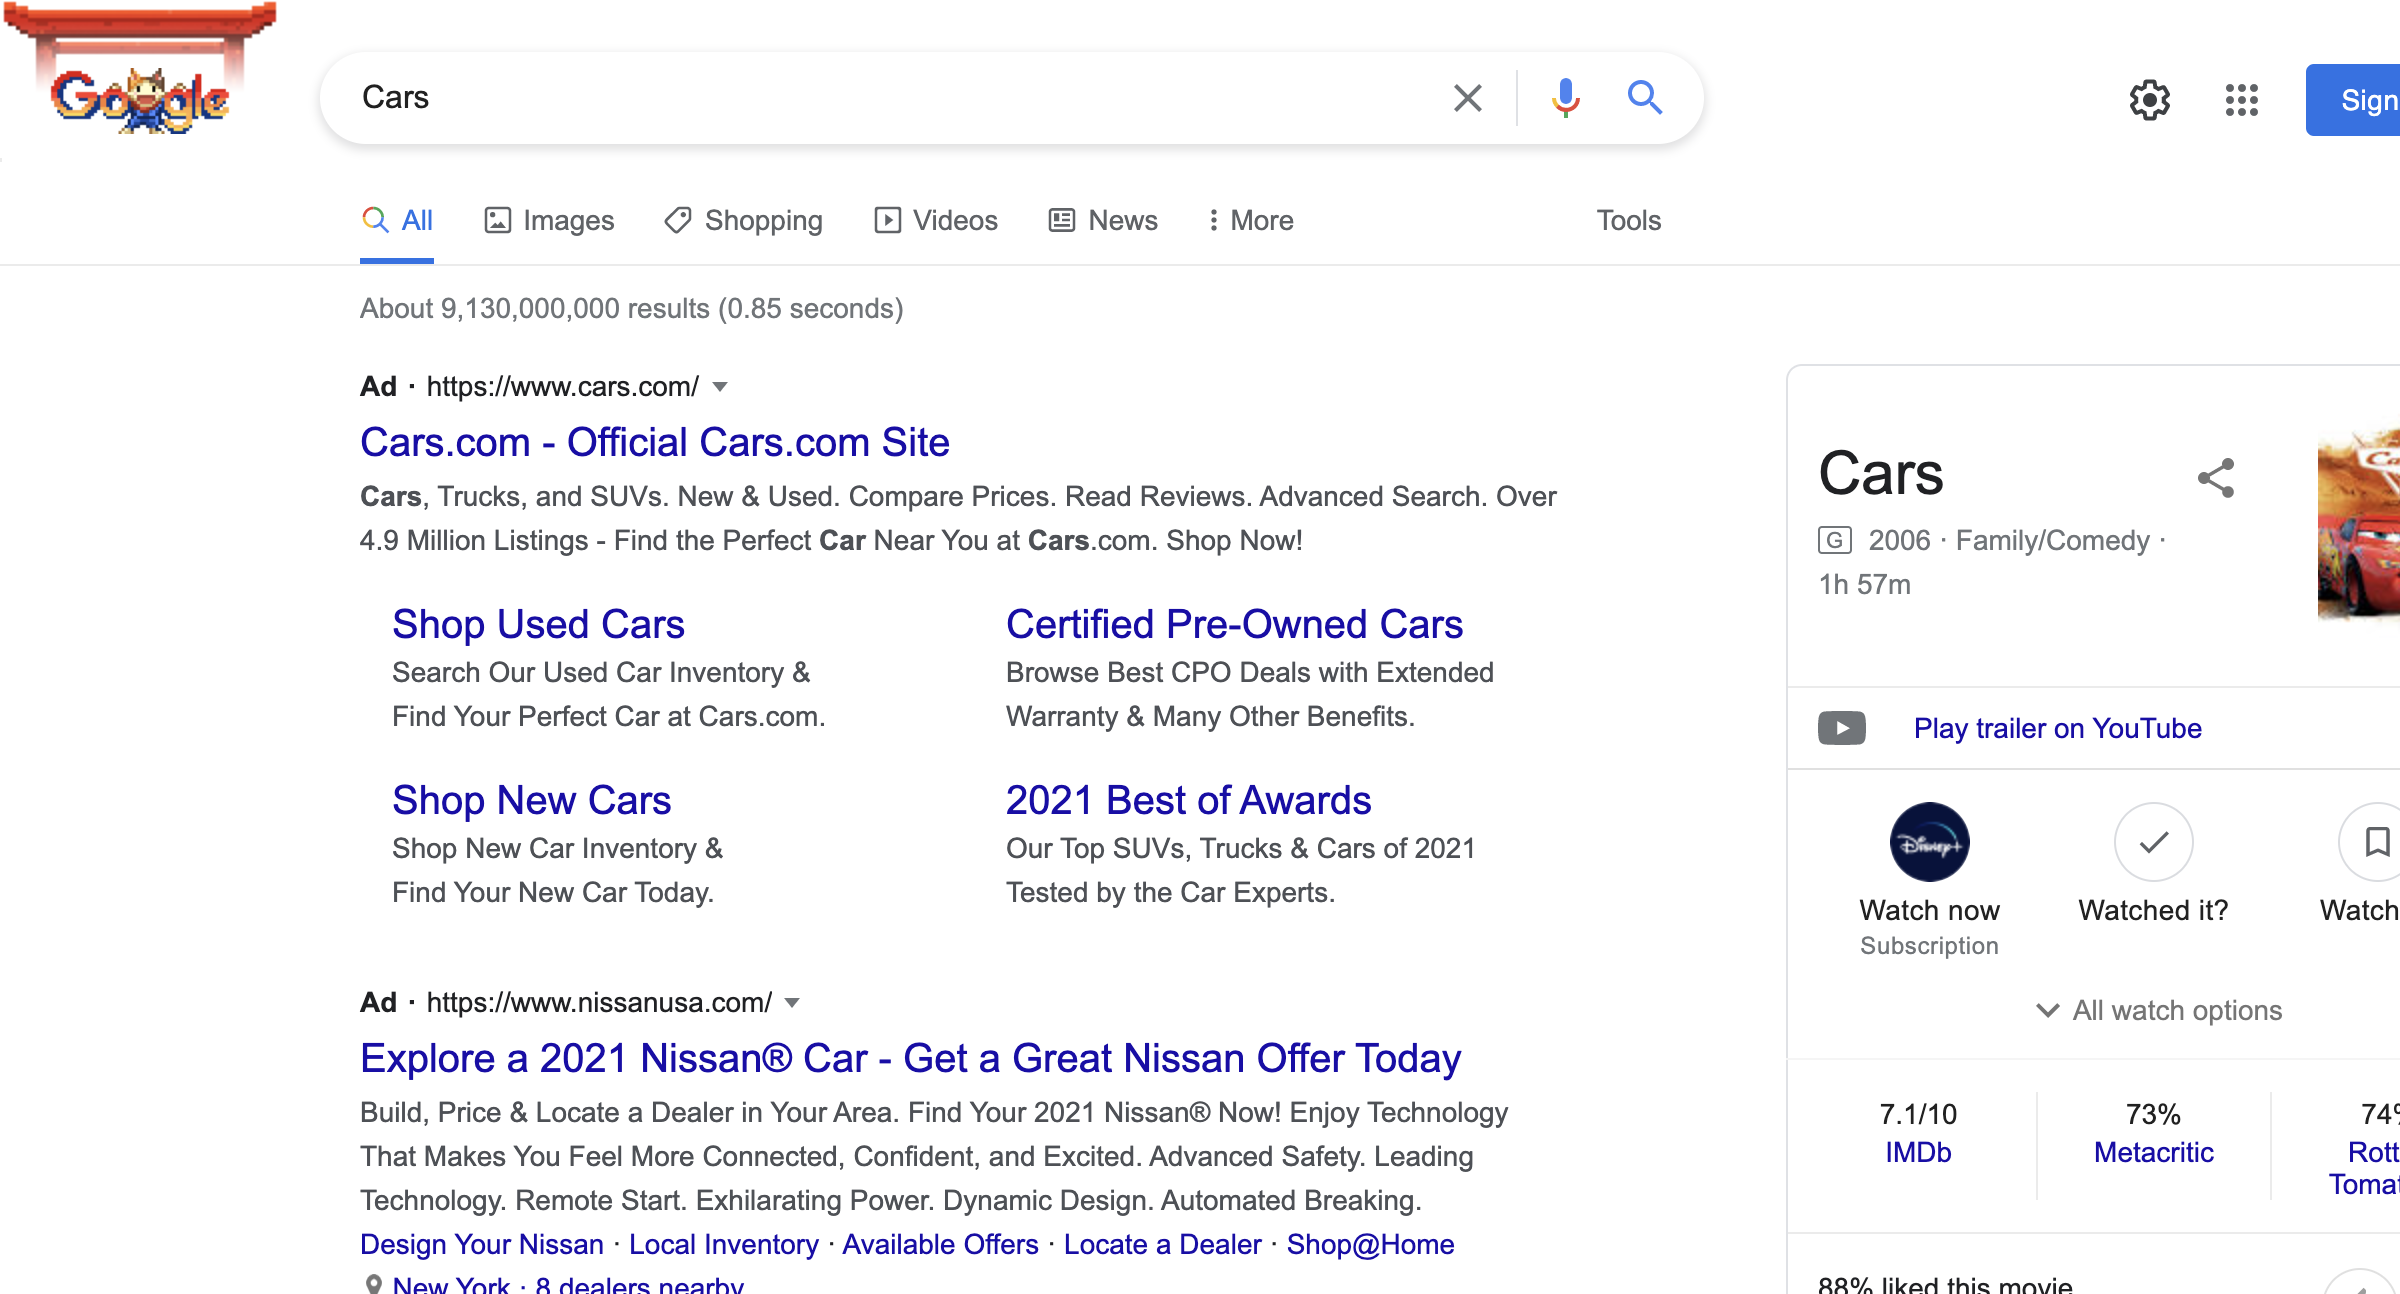 Google
Cars
Sign
All
Images
Shopping
Videos
News
More
Tools
About 9,130,000,000 results (0.85 seconds)
Ad · https://www.cars.com/
Cars.com - Official Cars.com Site
Cars, Trucks, and SUVs. New & Used. Compare Prices. Read Reviews. Advanced Search. Over
4.9 Million Listings - Find the Perfect Car Near You at Cars.com. Shop Now!
Shop Used Cars
Search Our Used Car Inventory &
Find Your Perfect Car at Cars.com.
Certified Pre-Owned Cars
Browse Best CPO Deals with Extended
Warranty & Many Other Benefits.
Shop New Cars
Shop New Car Inventory &
Find Your New Car Today.
2021 Best of Awards
Our Top SUVs, Trucks & Cars of 2021
Tested by the Car Experts.
Ad · https://www.nissanusa.com/
Explore a 2021 Nissan® Car - Get a Great Nissan Offer Today
Build, Price & Locate a Dealer in Your Area. Find Your 2021 Nissan® Now! Enjoy Technology
That Makes You Feel More Connected, Confident, and Excited. Advanced Safety. Leading
Technology. Remote Start. Exhilarating Power. Dynamic Design. Automated Breaking.
Design Your Nissan · Local Inventory · Available Offers · Locate a Dealer · Shop@Home
New York · 8 dealers nearby
Cars
G 2006 · Family/Comedy ·
1h 57m
Play trailer on YouTube
Disney+
Watch now
Subscription
Watched it?
Watch
All watch options
7.1/10
IMDb
73%
Metacritic
74%
Rott
Tomat
88% liked this movie